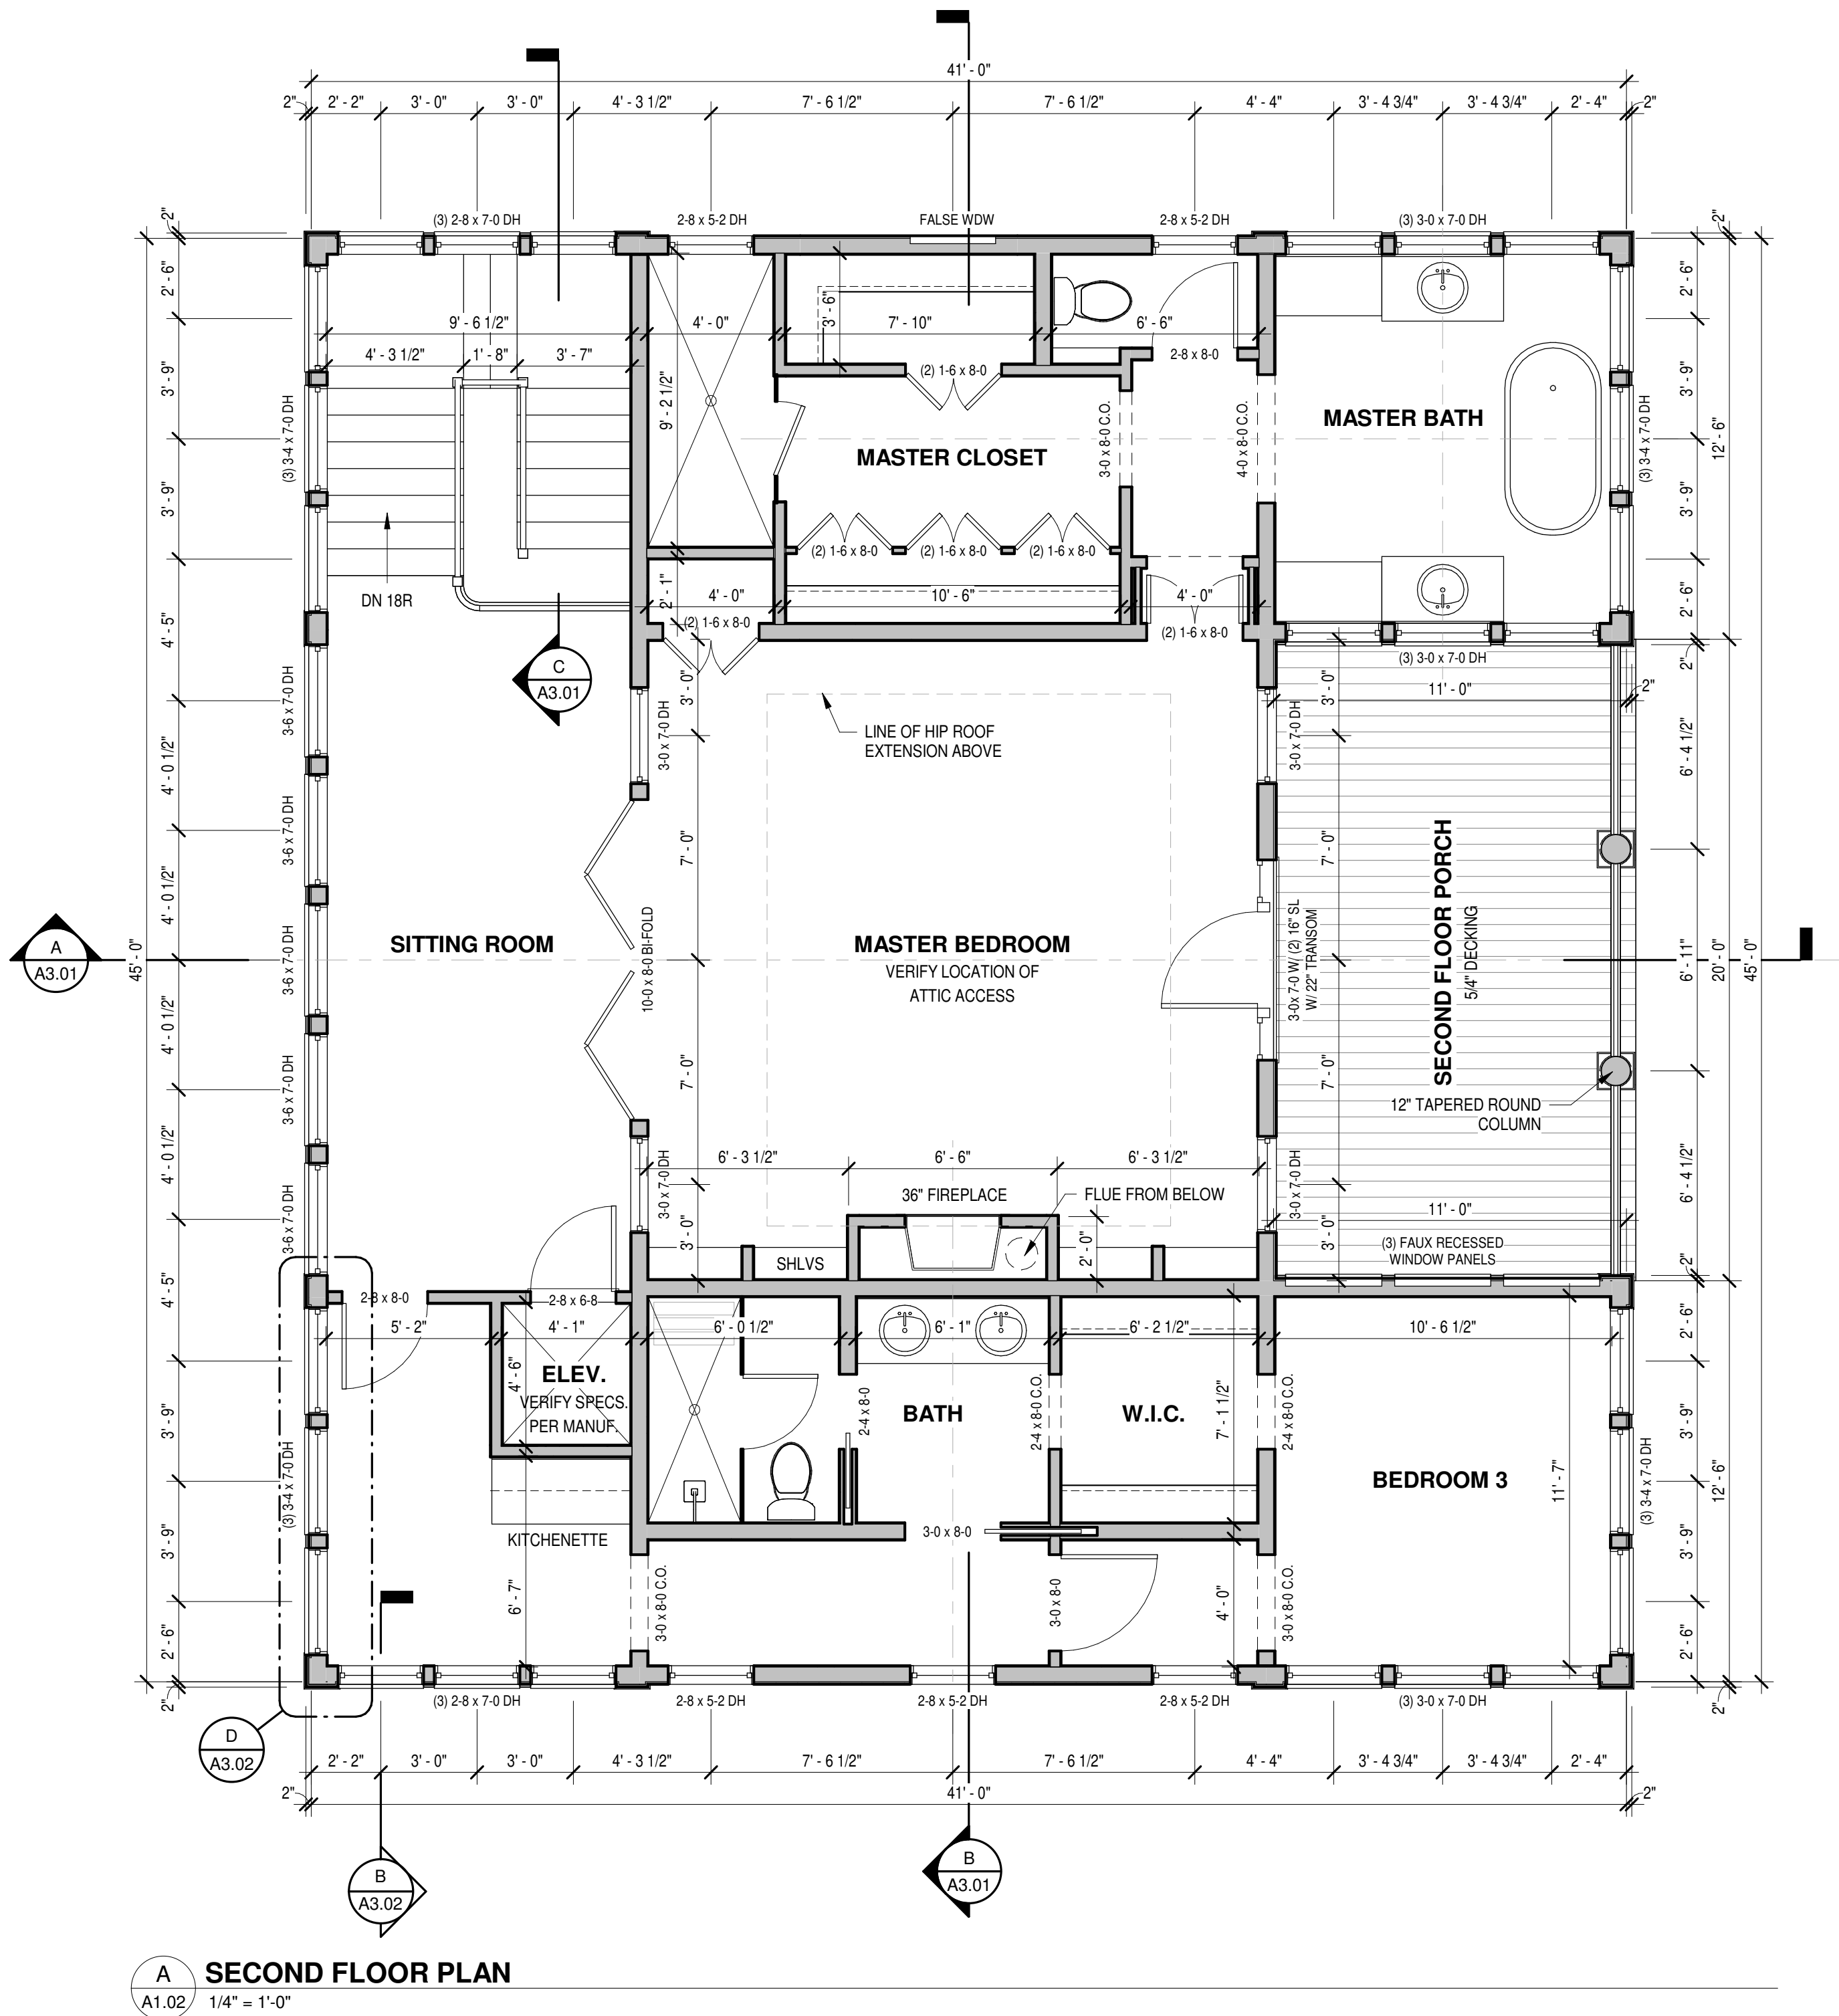 41' - 0"
2"
2' - 2"
3' - 0"
3' - 0"
4' - 3 1/2"
7' - 6 1/2"
7' - 6 1/2"
4' - 4"
3' - 4 3/4"
3' - 4 3/4"
2' - 4"
2"
(3) 2-8 x 7-0 DH
2-8 x 5-2 DH
FALSE WDW
2-8 x 5-2 DH
(3) 3-0 x 7-0 DH
2"
2' - 6"
3' - 9"
3' - 9"
4' - 5"
4' - 0 1/2"
4' - 0 1/2"
4' - 0 1/2"
4' - 0 1/2"
4' - 5"
3' - 9"
3' - 9"
2' - 6"
2"
45' - 0"
(3) 3-4 x 7-0 DH
3-6 x 7-0 DH
3-6 x 7-0 DH
3-6 x 7-0 DH
3-6 x 7-0 DH
3-6 x 7-0 DH
(3) 3-4 x 7-0 DH
9' - 6 1/2"
4' - 3 1/2"
1' - 8"
3' - 7"
DN 18R
4' - 0"
9' - 2 1/2"
3' - 6"
7' - 10"
6' - 6"
(2) 1-6 x 8-0
2-8 x 8-0
MASTER CLOSET
3-0 x 8-0 C.O.
4-0 x 8-0 C.O.
MASTER BATH
(2) 1-6 x 8-0
(2) 1-6 x 8-0
(2) 1-6 x 8-0
2' - 1"
4' - 0"
10' - 6"
4' - 0"
(2) 1-6 x 8-0
(2) 1-6 x 8-0
(3) 3-0 x 7-0 DH
2"
2' - 6"
3' - 9"
3' - 9"
2' - 6"
2"
(3) 3-4 x 7-0 DH
12' - 6"
C
A3.01
3-0 x 7-0 DH
3' - 0"
LINE OF HIP ROOF
EXTENSION ABOVE
3-0 x 7-0 DH
3' - 0"
11' - 0"
2"
6' - 4 1/2"
7' - 0"
7' - 0"
A
A3.01
SITTING ROOM
10-0 x 8-0 BI-FOLD
MASTER BEDROOM
VERIFY LOCATION OF
ATTIC ACCESS
3-0x 7-0 W/ (2) 16" SL
W/ 22" TRANSOM
SECOND FLOOR PORCH
5/4" DECKING
6' - 11"
20' - 0"
45' - 0"
7' - 0"
7' - 0"
12" TAPERED ROUND
COLUMN
6' - 3 1/2"
6' - 6"
6' - 3 1/2"
3-0 x 7-0 DH
3' - 0"
36" FIREPLACE
FLUE FROM BELOW
2' - 0"
SHLVS
3-0 x 7-0 DH
3' - 0"
11' - 0"
6' - 4 1/2"
(3) FAUX RECESSED
WINDOW PANELS
2"
2-8 x 8-0
2-8 x 6-8
5' - 2"
4' - 1"
6' - 0 1/2"
6' - 1"
6' - 2 1/2"
10' - 6 1/2"
4' - 6"
ELEV.
VERIFY SPECS.
PER MANUF.
2-4 x 8-0
BATH
2-4 x 8-0 C.O.
W.I.C.
7' - 1 1/2"
2-4 x 8-0 C.O.
BEDROOM 3
11' - 7"
(3) 3-4 x 7-0 DH
2' - 6"
3' - 9"
3' - 9"
2' - 6"
2"
12' - 6"
KITCHENETTE
6' - 7"
3-0 x 8-0
3-0 x 8-0 C.O.
3-0 x 8-0
4' - 0"
3-0 x 8-0 C.O.
(3) 2-8 x 7-0 DH
2-8 x 5-2 DH
2-8 x 5-2 DH
2-8 x 5-2 DH
(3) 3-0 x 7-0 DH
D
A3.02
2' - 2"
3' - 0"
3' - 0"
4' - 3 1/2"
7' - 6 1/2"
7' - 6 1/2"
4' - 4"
3' - 4 3/4"
3' - 4 3/4"
2' - 4"
2"
41' - 0"
2"
B
A3.02
B
A3.01
A
A1.02
SECOND FLOOR PLAN
1/4" = 1'-0"